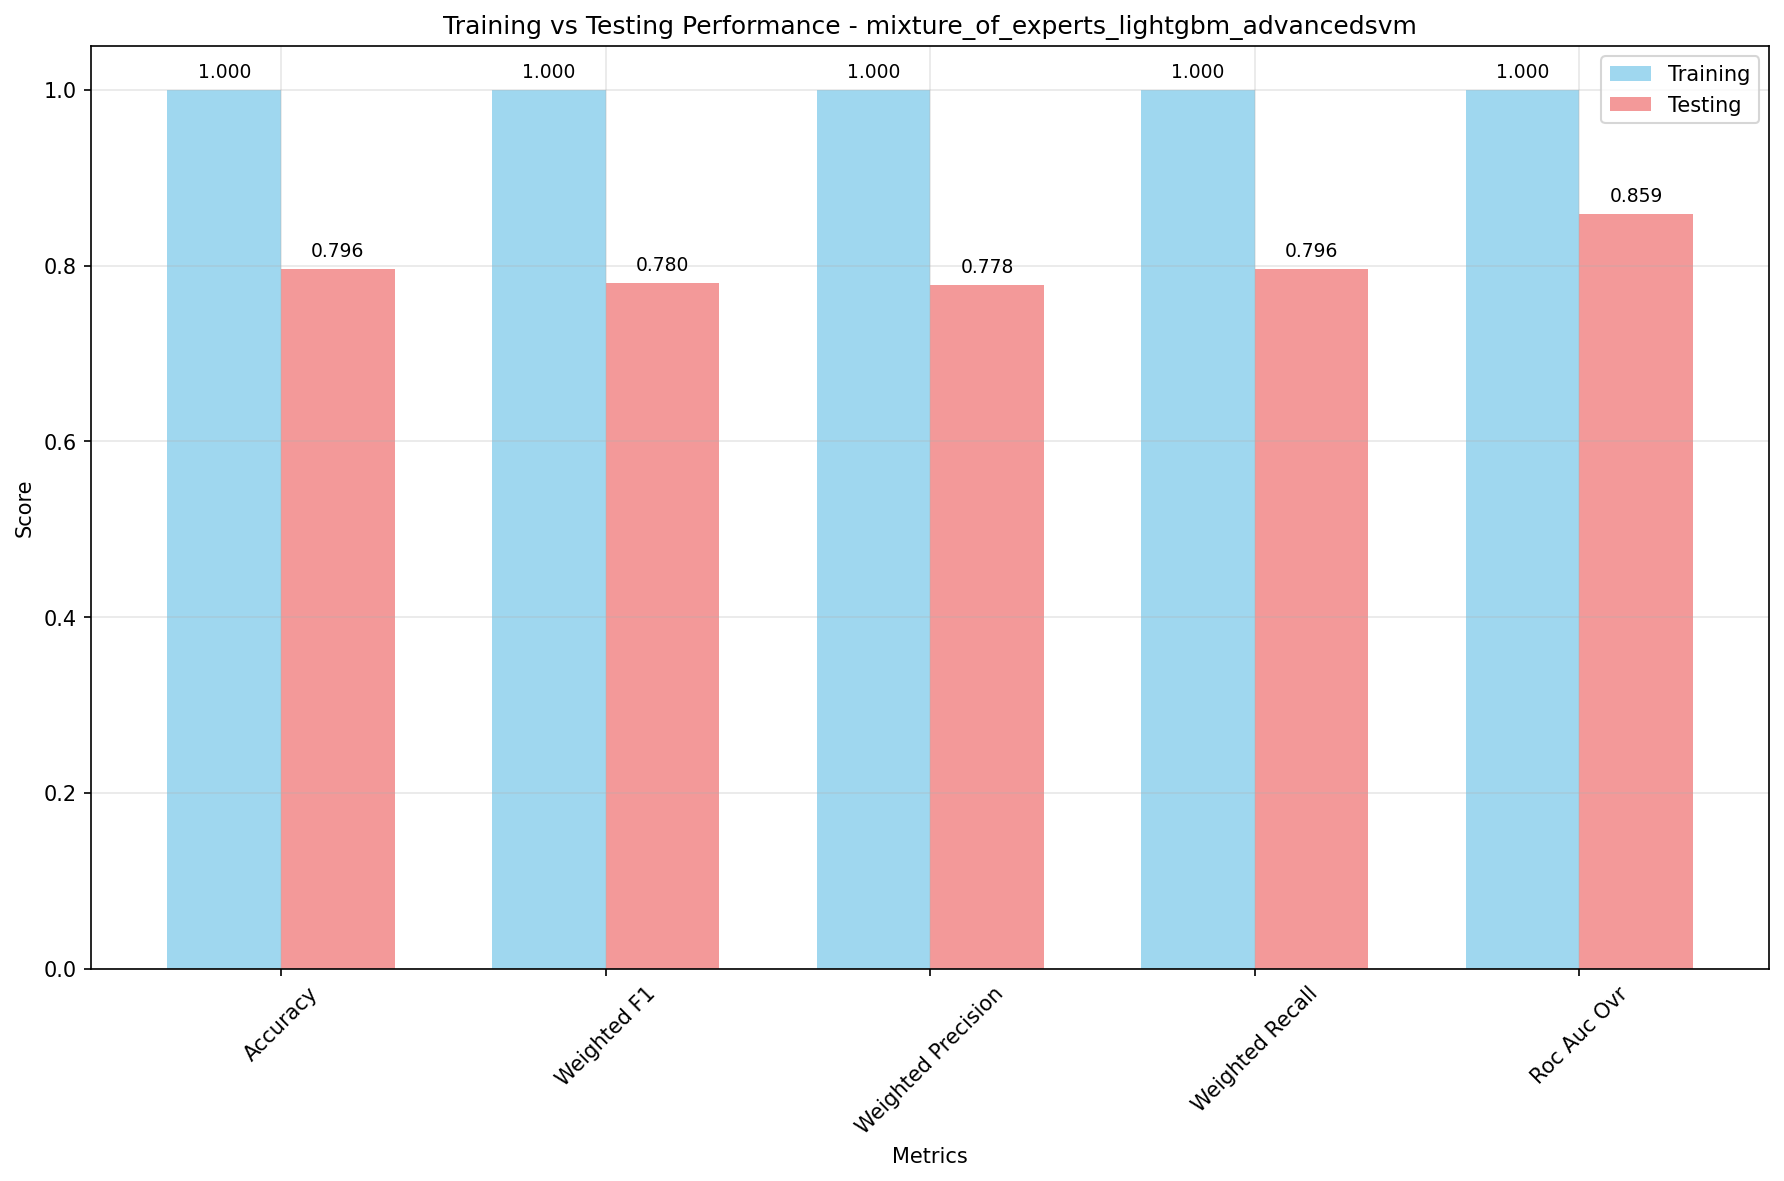 Training vs Testing Performance - mixture_of_experts_lightgbm_advancedsvm
Training
Testing
1.000
1.000
1.000
1.000
1.000
0.796
0.780
0.778
0.796
0.859
Score
1.0
0.8
0.6
0.4
0.2
0.0
Accuracy
Weighted F1
Weighted Precision
Weighted Recall
Roc Auc Ovr
Metrics